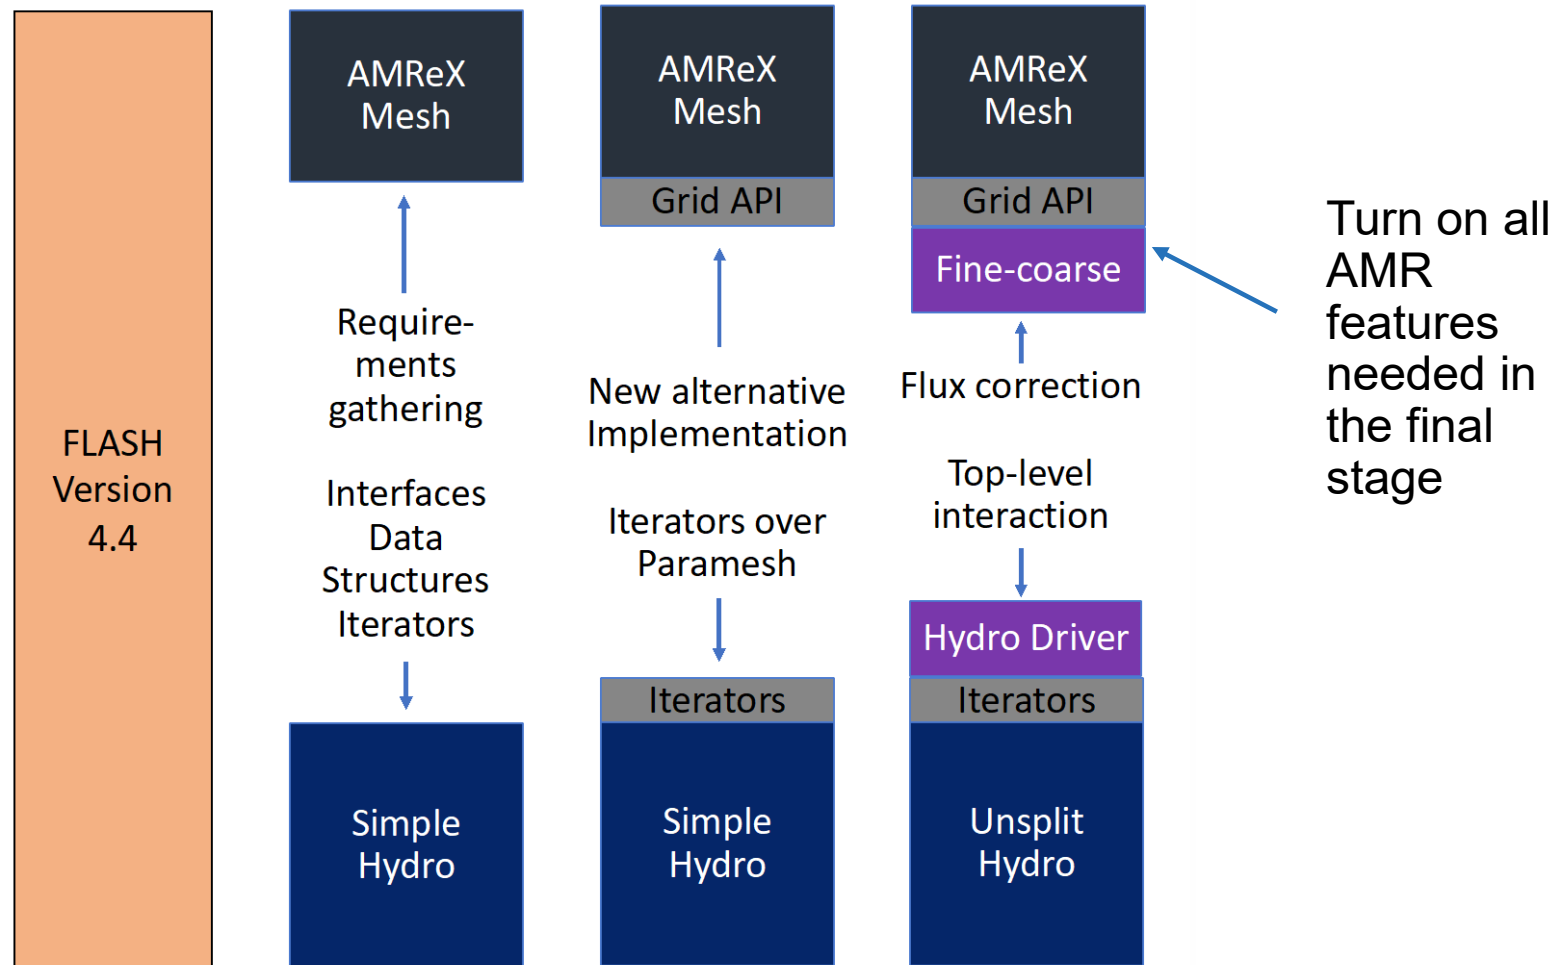 FLASH
Version
4.4
AMReX
Mesh
Require-
ments
gathering
Interfaces
Data
Structures
Iterators
Simple
Hydro
AMReX
Mesh
Grid API
New alternative
Implementation
Iterators over
Paramesh
Iterators
Simple
Hydro
AMReX
Mesh
Grid API
Fine-coarse
Flux correction
Top-level
interaction
Hydro Driver
Iterators
Unsplit
Hydro
Turn on all
AMR
features
needed in
the final
stage